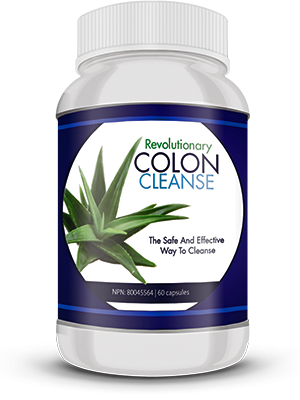 Revolutionary
COLON
CLEANSE
The Safe And Effective
Way To Cleanse
NPN: 80045564 | 60 capsules